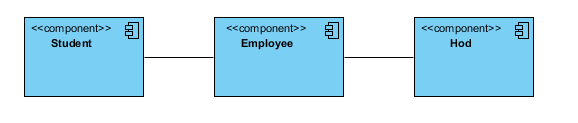 <<component>>
Student
<<component>>
Employee
<<component>>
Hod